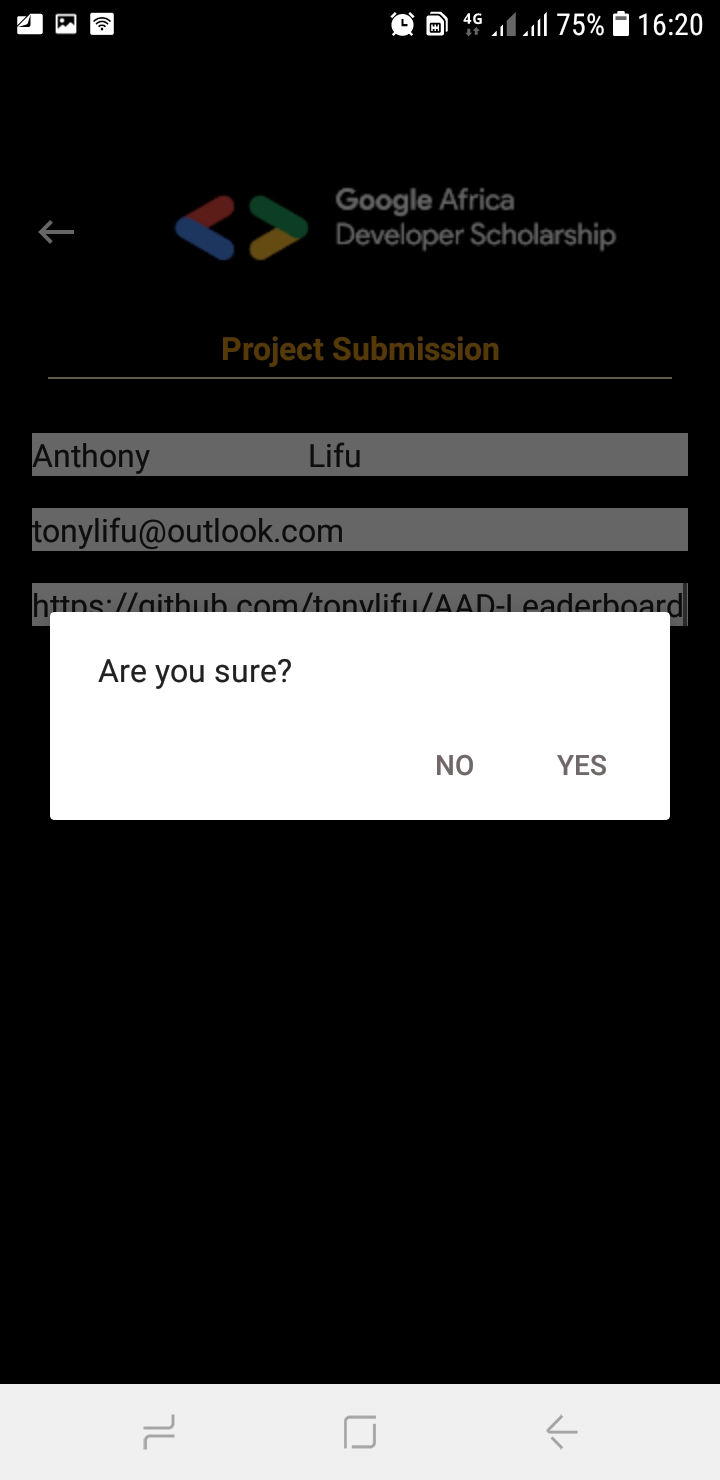 4G 75% 16:20
Google Africa
Developer Scholarship
Project Submission
Anthony Lifu
tonylifu@outlook.com
https://github.com/tonylifu/AAD-Leaderboard
Are you sure?
NO YES